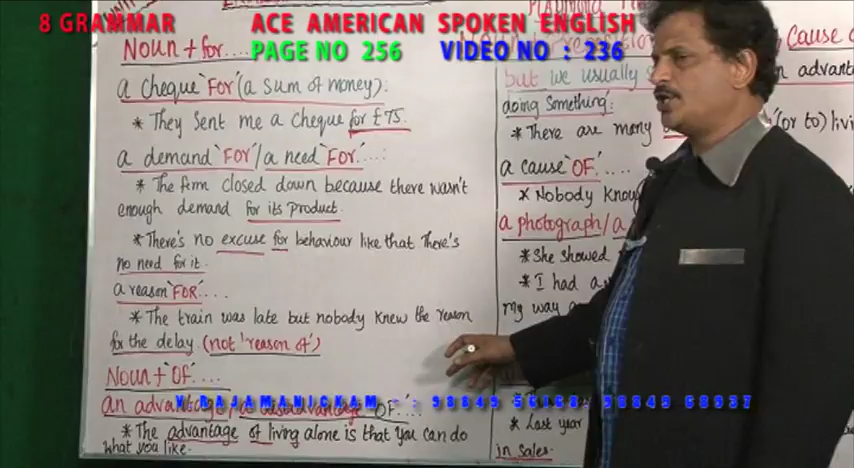 8 GRAMMAR ACE AMERICAN SPOKEN ENGLISH
PAGE NO 256 VIDEO NO : 236
Noun + for....
a cheque 'FOR' (a sum of money):
* They sent me a cheque for £75.
a demand 'FOR' / a need 'FOR'.....
* The firm closed down because there wasn't
enough demand for its product.
* There's no excuse for behaviour like that There's
no need for it.
a reason 'FOR'....
* The train was late but nobody knew the reason
for the delay (not 'reason of')
Noun + 'OF'....
an advantage / a disadvantage 'OF'....
* The advantage of living alone is that you can do
what you like.
V RAJAMANICKAM
Cause o
but we usually
n advanta
doing something':
* There are many
(or to) livi
a cause 'OF'.....
* Nobody know
a photograph / a
* She showed
* I had a
my way a
* Last year
in sales.